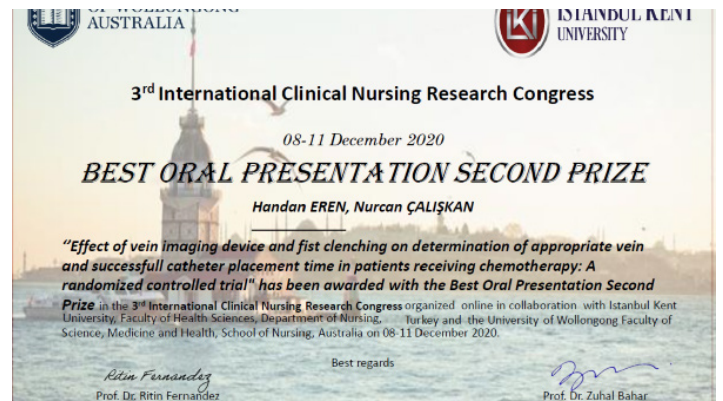 OF WOLLONGONG
AUSTRALIA
ISTANBUL KENT
UNIVERSITY
3rd International Clinical Nursing Research Congress
08-11 December 2020
BEST ORAL PRESENTATION SECOND PRIZE
Handan EREN, Nurcan ÇALIŞKAN
"Effect of vein imaging device and fist clenching on determination of appropriate vein
and successfull catheter placement time in patients receiving chemotherapy: A
randomized controlled trial" has been awarded with the Best Oral Presentation Second
Prize in the 3rd International Clinical Nursing Research Congress organized online in collaboration with Istanbul Kent
University, Faculty of Health Sciences, Department of Nursing, Turkey and the University of Wollongong Faculty of
Science, Medicine and Health, School of Nursing, Australia on 08-11 December 2020.
Best regards
Ritin Fernandez
Prof. Dr. Ritin Fernandez
Prof. Dr. Zuhal Bahar